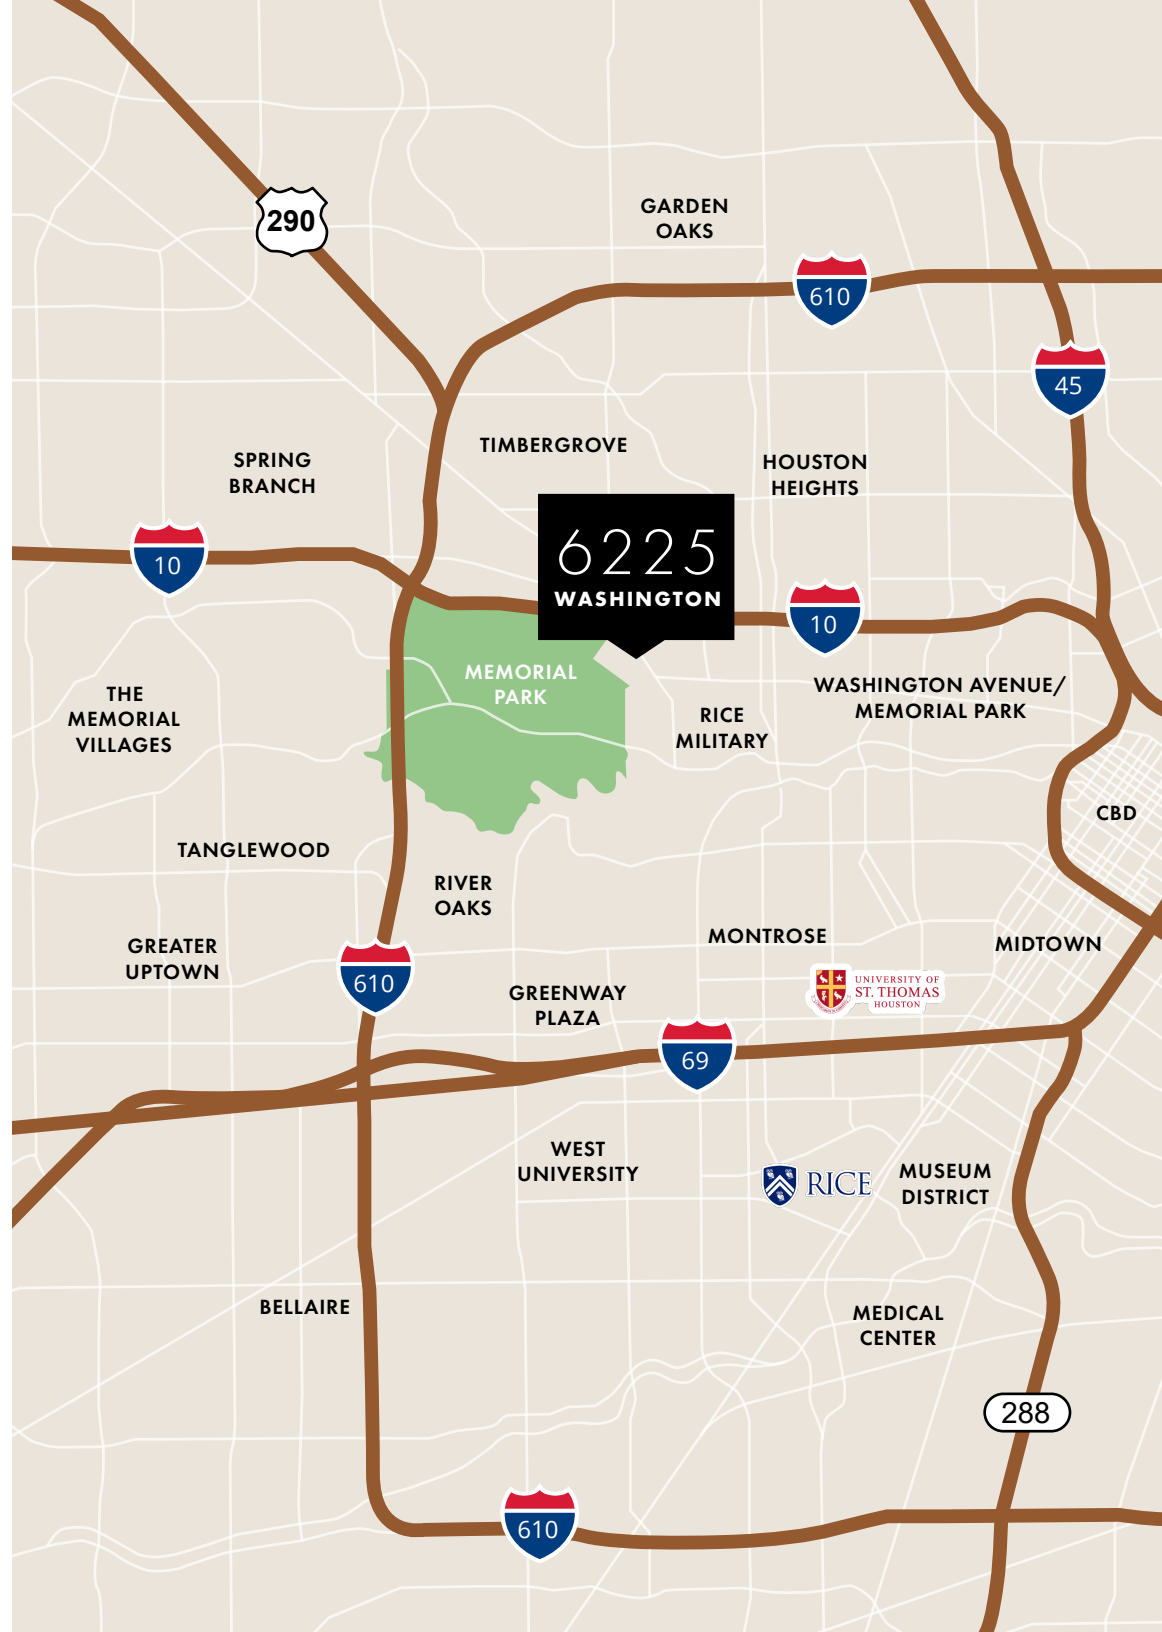 290
GARDEN
OAKS
610
45
TIMBERGROVE
SPRING
BRANCH
HOUSTON
HEIGHTS
10
6225
WASHINGTON
10
MEMORIAL
PARK
THE
MEMORIAL
VILLAGES
WASHINGTON AVENUE/
MEMORIAL PARK
RICE
MILITARY
CBD
TANGLEWOOD
RIVER
OAKS
GREATER
UPTOWN
MONTROSE
MIDTOWN
610
GREENWAY
PLAZA
UNIVERSITY OF
ST. THOMAS
HOUSTON
69
WEST
UNIVERSITY
RICE
MUSEUM
DISTRICT
BELLAIRE
MEDICAL
CENTER
288
610